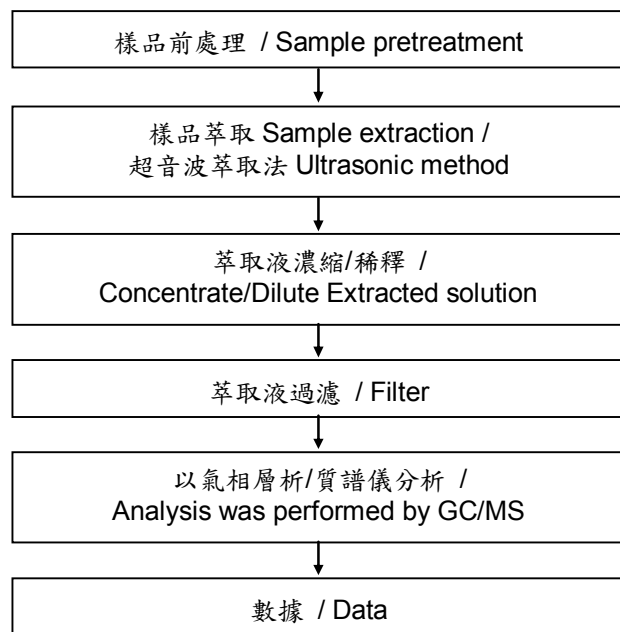 樣品前處理 / Sample pretreatment
樣品萃取 Sample extraction /
超音波萃取法 Ultrasonic method
萃取液濃縮/稀釋 /
Concentrate/Dilute Extracted solution
萃取液過濾 / Filter
以氣相層析/質譜儀分析 /
Analysis was performed by GC/MS
數據 / Data